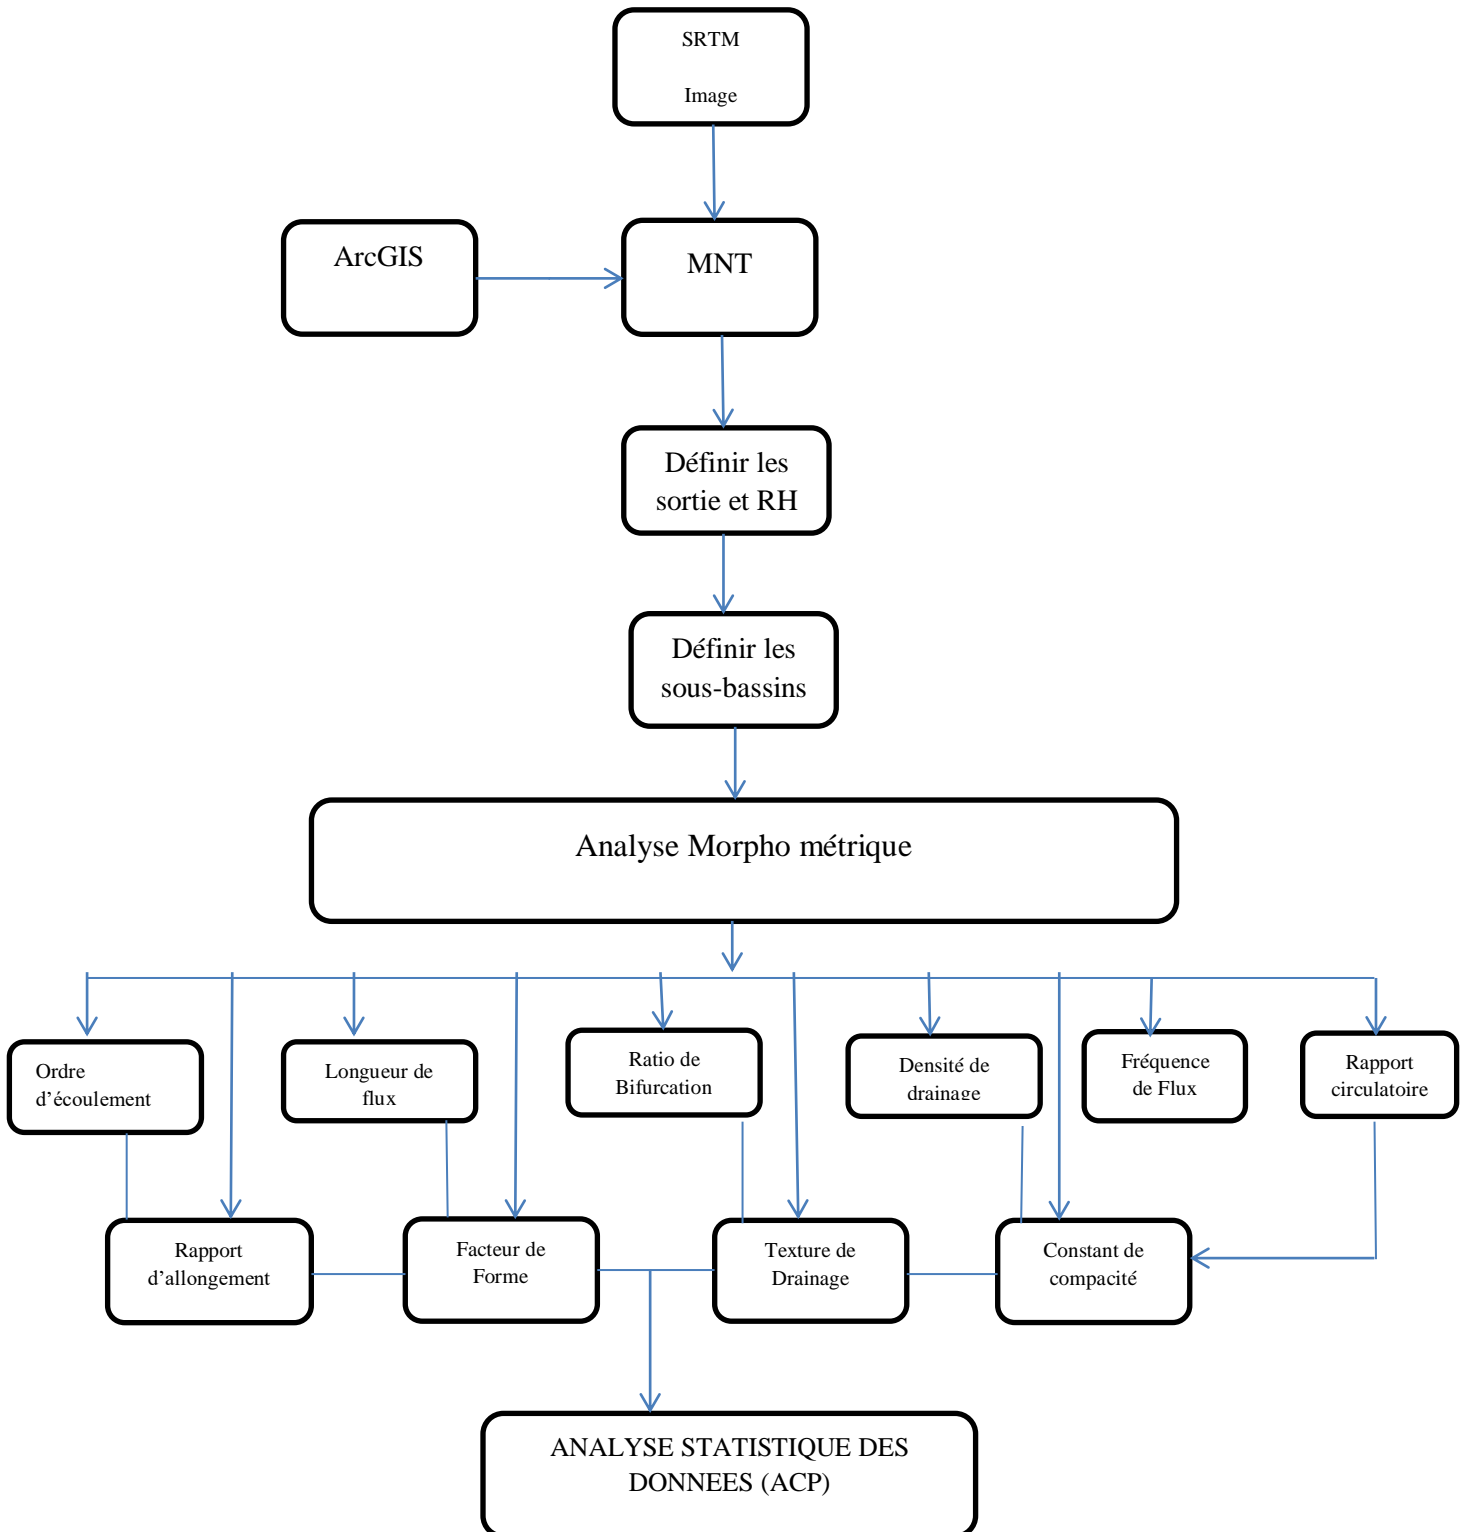 SRTM
Image
ArcGIS
MNT
Définir les
sortie et RH
Définir les
sous-bassins
Analyse Morpho métrique
Ordre
d’écoulement
Longueur de
flux
Ratio de
Bifurcation
Densité de
drainage
Fréquence
de Flux
Rapport
circulatoire
Rapport
d’allongement
Facteur de
Forme
Texture de
Drainage
Constant de
compacité
ANALYSE STATISTIQUE DES
DONNEES (ACP)